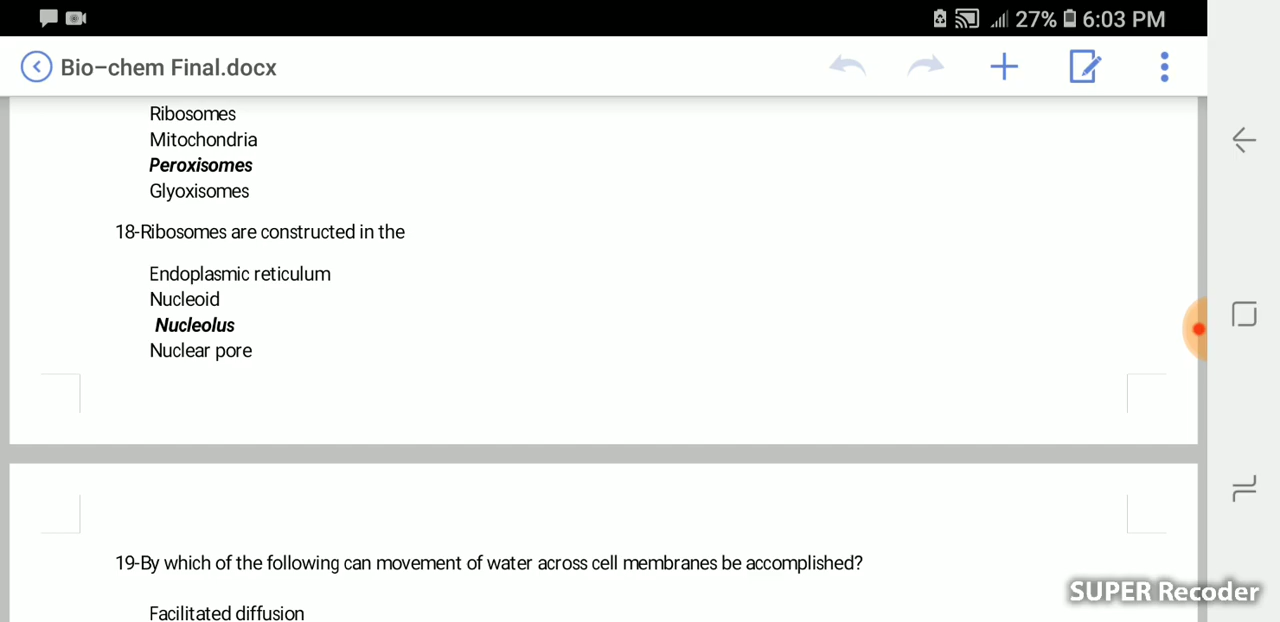 27% 6:03 PM
Bio-chem Final.docx
Ribosomes
Mitochondria
Peroxisomes
Glyoxisomes
18-Ribosomes are constructed in the
Endoplasmic reticulum
Nucleoid
Nucleolus
Nuclear pore
19-By which of the following can movement of water across cell membranes be accomplished?
SUPER Recoder
Facilitated diffusion